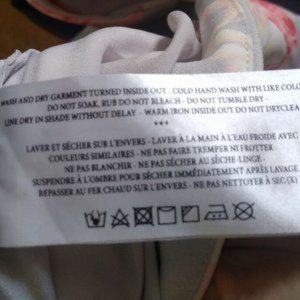 WASH AND DRY GARMENT TURNED INSIDE OUT - COLD HAND WASH WITH LIKE COLO
DO NOT SOAK, RUB DO NOT BLEACH - DO NOT TUMBLE DRY -
LINE DRY IN SHADE WITHOUT DELAY - WARM IRON INSIDE OUT DO NOT DRYCLEA
***
LAVER ET SÉCHER SUR L'ENVERS - LAVER À LA MAIN À L'EAU FROIDE AVEC
COULEURS SIMILAIRES - NE PAS FAIRE TREMPER NI FROTTER
NE PAS BLANCHIR - NE PAS SÉCHER AU SÈCHE-LINGE -
SUSPENDRE À L'OMBRE POUR SÉCHER IMMÉDIATEMENT APRÈS LAVAGE
REPASSER AU FER CHAUD SUR L'ENVERS - NE PAS NETTOYER À SEC (X)